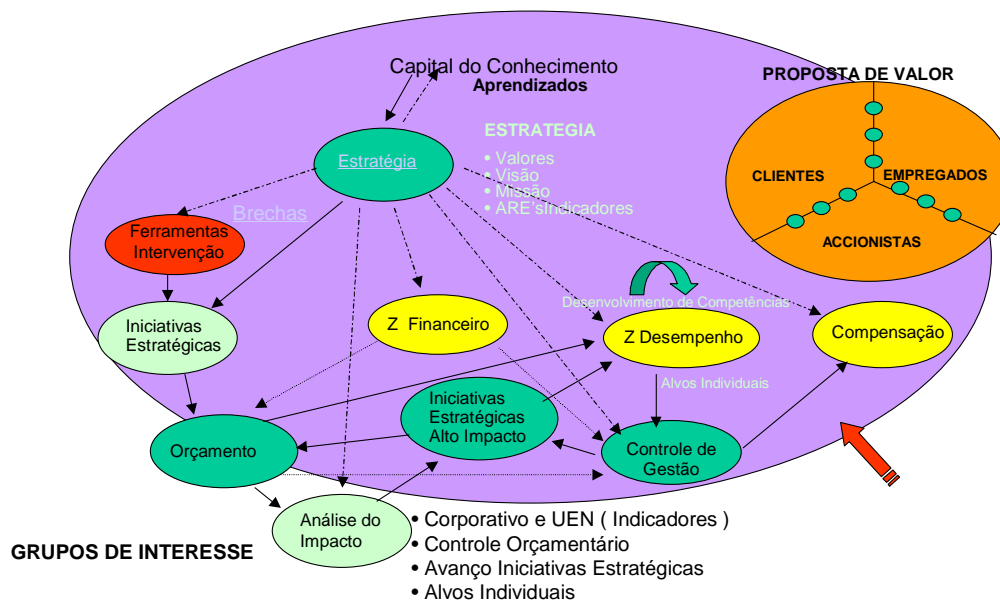 Capital do Conhecimento
Aprendizados
PROPOSTA DE VALOR
CLIENTES
EMPREGADOS
ACCIONISTAS
Estratégia
ESTRATEGIA
• Valores
• Visão
• Missão
• ARE'sIndicadores
Brechas
Ferramentas
Intervenção
Iniciativas
Estratégicas
Z Financeiro
Desenvolvimento de Competências
Z Desempenho
Compensação
Alvos Individuais
Iniciativas
Estratégicas
Alto Impacto
Orçamento
Controle de
Gestão
Análise do
Impacto
GRUPOS DE INTERESSE
• Corporativo e UEN ( Indicadores )
• Controle Orçamentário
• Avanço Iniciativas Estratégicas
• Alvos Individuais